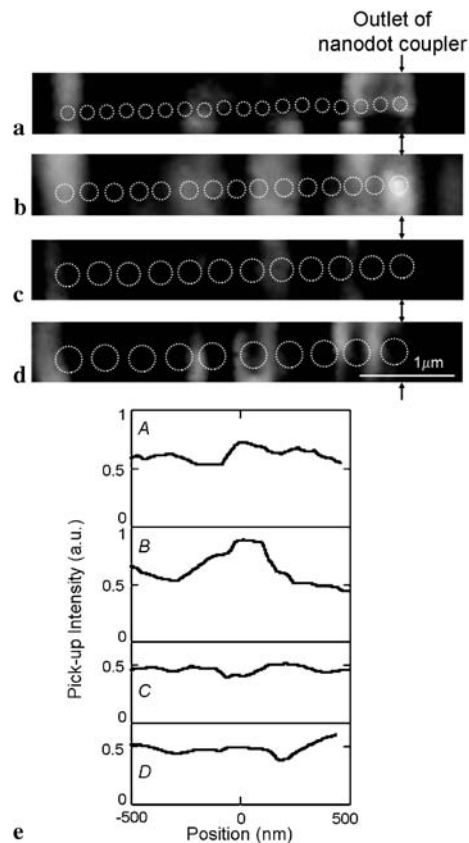 Outlet of
nanodot coupler
a
b
c
d
1μm
1
A
0.5
0
1
B
0.5
0
0.5
C
0
0.5
D
0
Pick-up Intensity (a.u.)
-500
0
500
Position (nm)
e